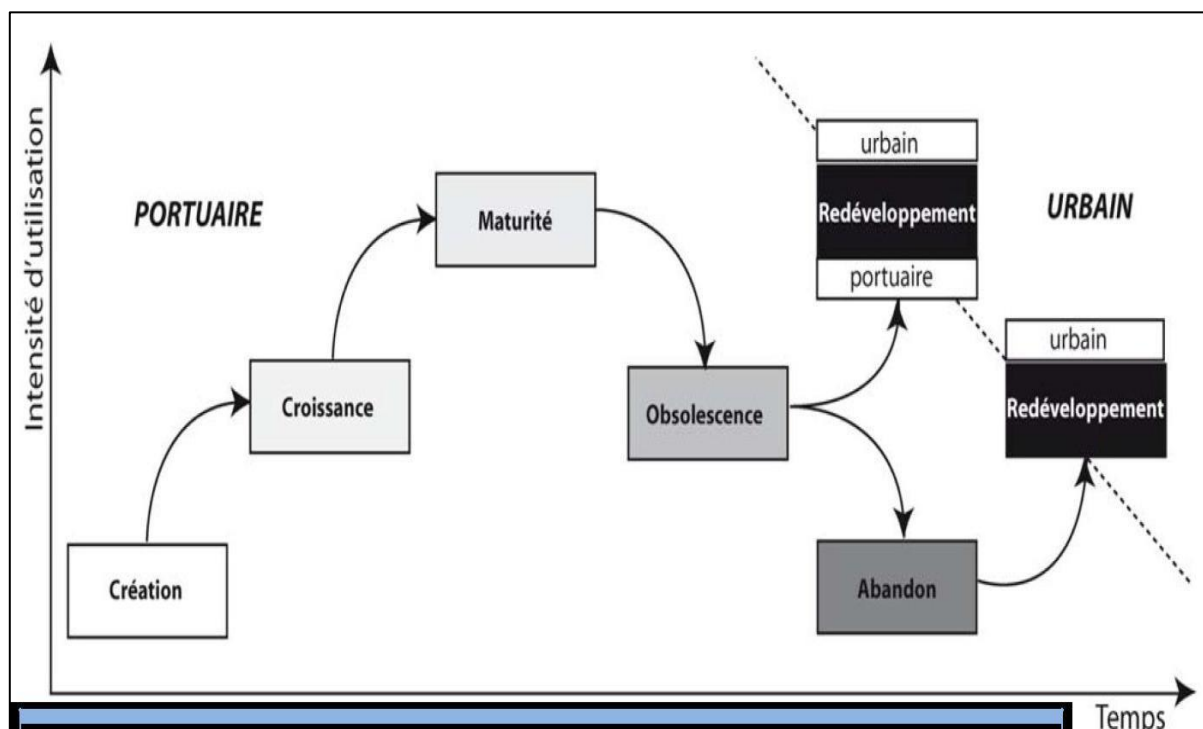 Intensité d'utilisation
PORTUAIRE
URBAIN
Création
Croissance
Maturité
Obsolescence
urbain
Redéveloppement
portuaire
Abandon
urbain
Redéveloppement
Temps